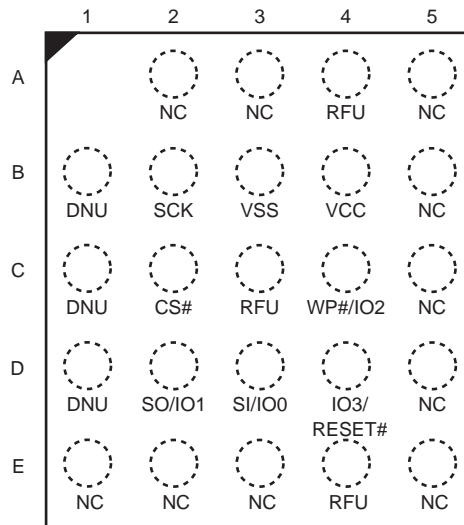 1 2 3 4 5
A
NC NC RFU NC
B
DNU SCK VSS VCC NC
C
DNU CS# RFU WP#/IO2 NC
D
DNU SO/IO1 SI/IO0 IO3/ NC
RESET#
E
NC NC NC RFU NC